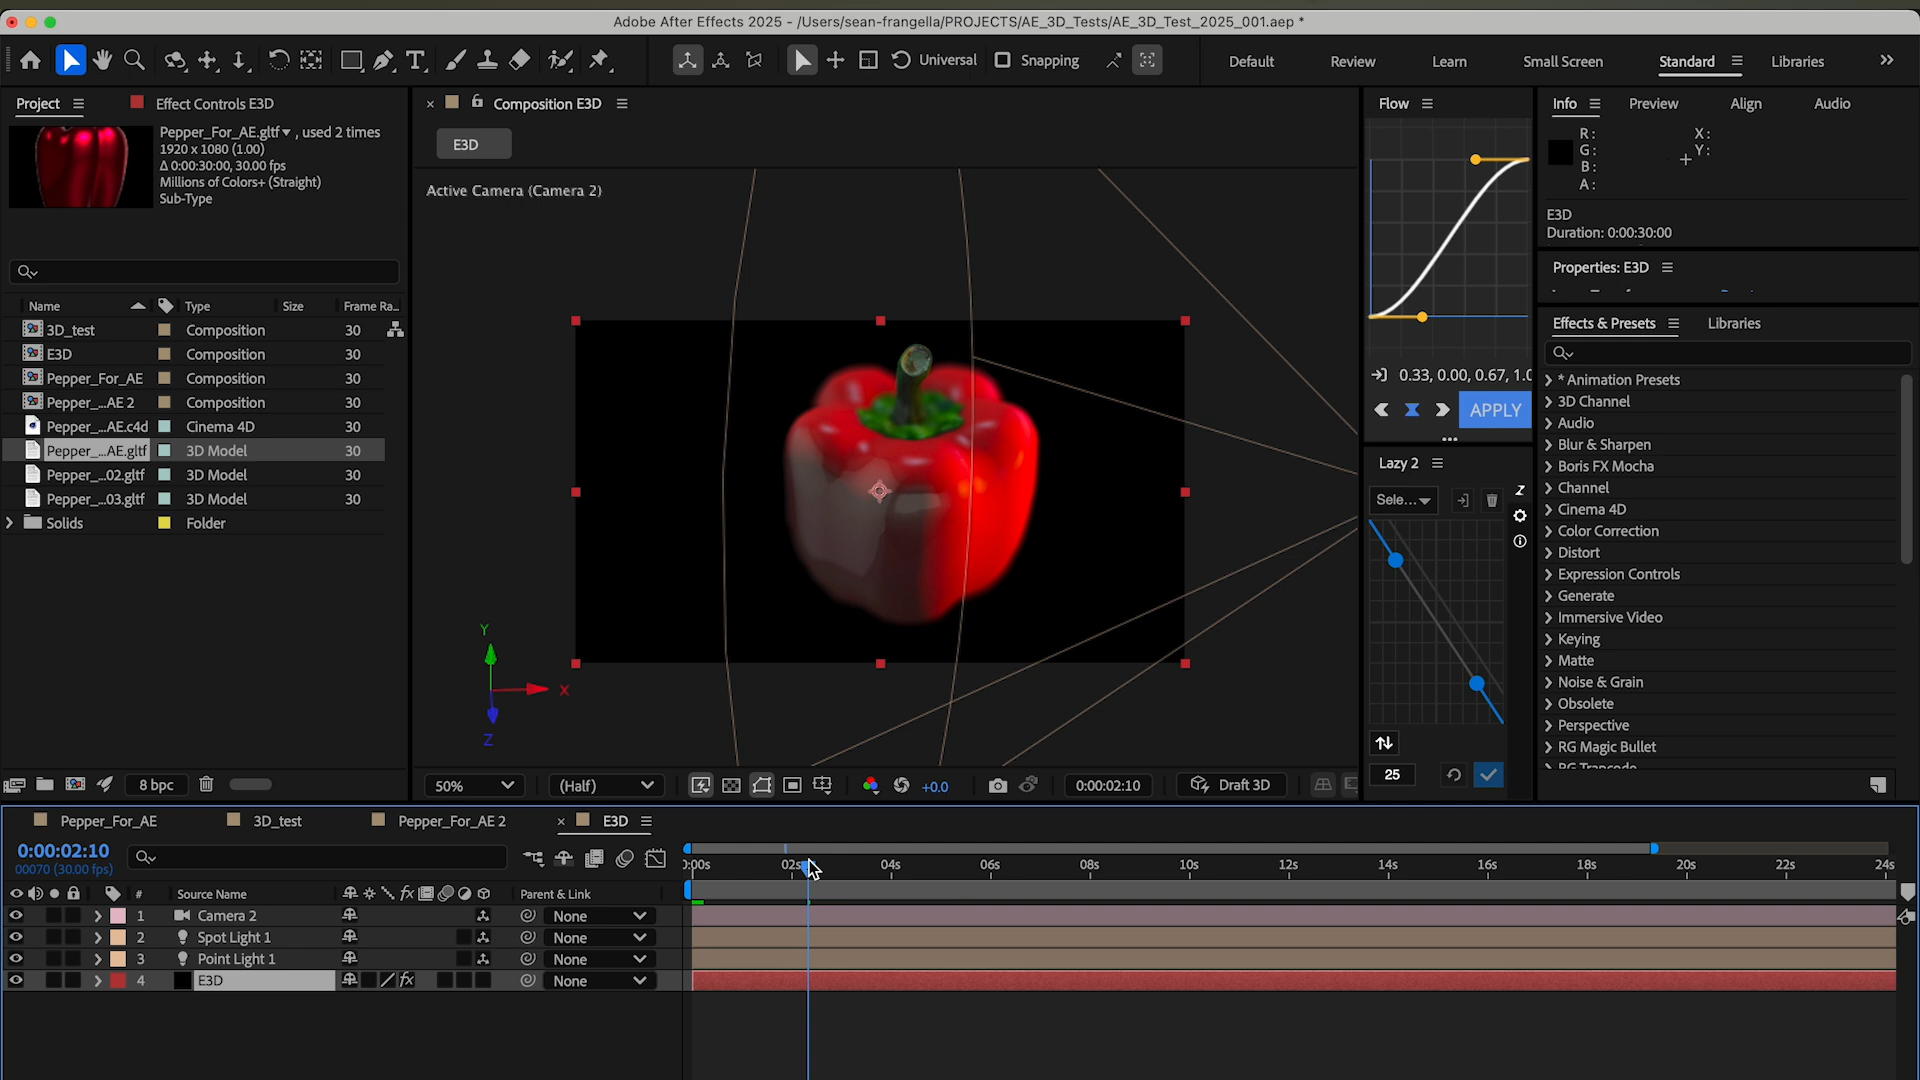 Adobe After Effects 2025 - /Users/sean-frangella/PROJECTS/AE_3D_Tests/AE_3D_Test_2025_001.aep *
Universal
Snapping
Default
Review
Learn
Small Screen
Standard
Libraries
Project
Effect Controls E3D
Pepper_For_AE.gltf , used 2 times
1920 x 1080 (1.00)
Δ 0:00:30:00, 30.00 fps
Millions of Colors+ (Straight)
Sub-Type
Name Type Size Frame Ra...
3D_test Composition 30
E3D Composition 30
Pepper_For_AE Composition 30
Pepper_...AE 2 Composition 30
Pepper_...AE.c4d Cinema 4D 30
Pepper_...AE.gltf 3D Model 30
Pepper_...02.gltf 3D Model 30
Pepper_...03.gltf 3D Model 30
Solids Folder
8 bpc
Composition E3D
E3D
Active Camera (Camera 2)
Y
X
Z
50%
(Half)
+0.0
0:00:02:10
Draft 3D
Flow
0.33, 0.00, 0.67, 1.0
APPLY
Lazy 2
Sele...
25
Info
Preview
Align
Audio
R:
G:
B:
A:
X:
Y:
E3D
Duration: 0:00:30:00
Properties: E3D
Effects & Presets
Libraries
* Animation Presets
3D Channel
Audio
Blur & Sharpen
Boris FX Mocha
Channel
Cinema 4D
Color Correction
Distort
Expression Controls
Generate
Immersive Video
Keying
Matte
Noise & Grain
Obsolete
Perspective
RG Magic Bullet
Pepper_For_AE
3D_test
Pepper_For_AE 2
E3D
0:00:02:10
00070 (30.00 fps)
0:00s 02s 04s 06s 08s 10s 12s 14s 16s 18s 20s 22s 24s
# Source Name Parent & Link
1 Camera 2 None
2 Spot Light 1 None
3 Point Light 1 None
4 E3D fx None